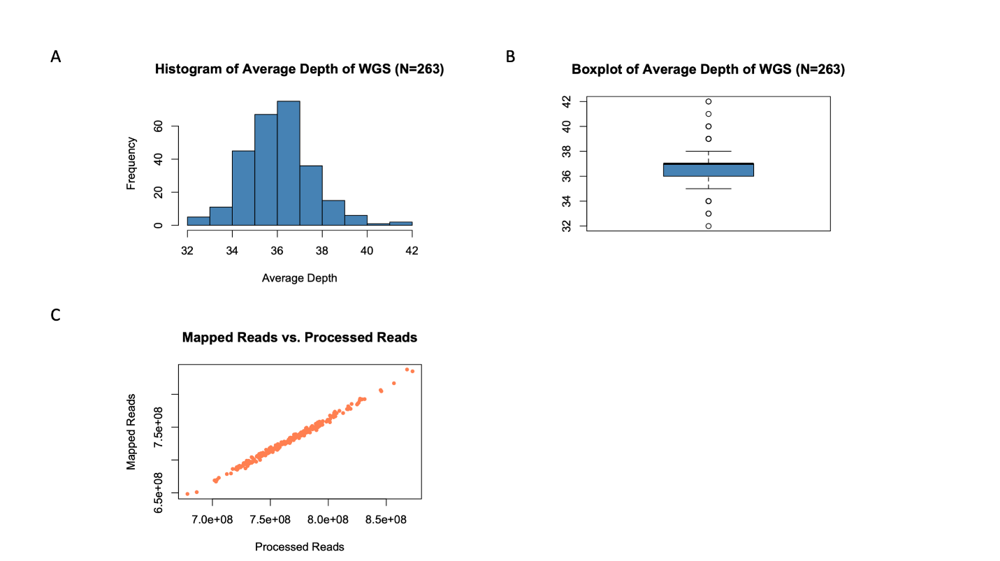 A
Histogram of Average Depth of WGS (N=263)
Frequency
0 20 40 60
32 34 36 38 40 42
Average Depth
B
Boxplot of Average Depth of WGS (N=263)
32 34 36 38 40 42
C
Mapped Reads vs. Processed Reads
Mapped Reads
6.5e+08 7.5e+08
7.0e+08 7.5e+08 8.0e+08 8.5e+08
Processed Reads